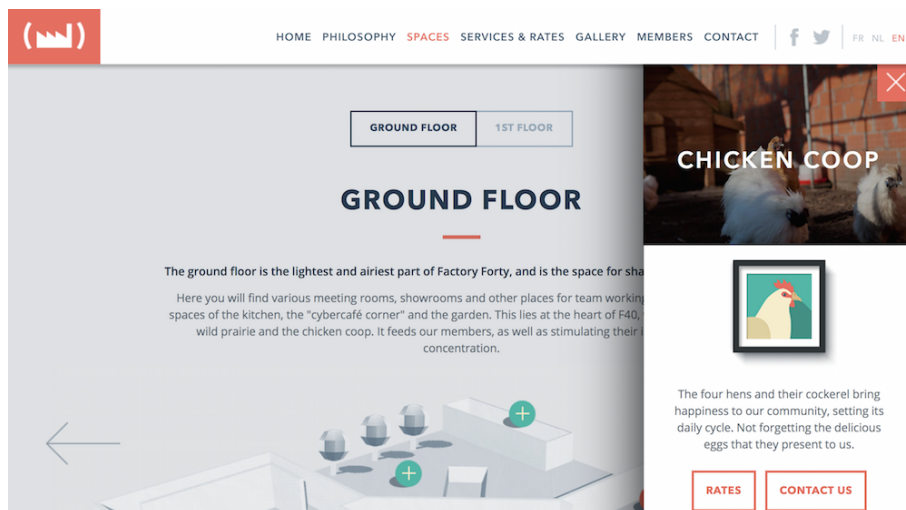 HOME PHILOSOPHY SPACES SERVICES & RATES GALLERY MEMBERS CONTACT FR NL EN
GROUND FLOOR 1ST FLOOR
GROUND FLOOR
The ground floor is the lightest and airiest part of Factory Forty, and is the space for
Here you will find various meeting rooms, showrooms and other places for team working
spaces of the kitchen, the "cybercafé corner" and the garden. This lies at the heart of F40,
wild prairie and the chicken coop. It feeds our members, as well as stimulating their
concentration.
CHICKEN COOP
The four hens and their cockerel bring
happiness to our community, setting its
daily cycle. Not forgetting the delicious
eggs that they present to us.
RATES CONTACT US